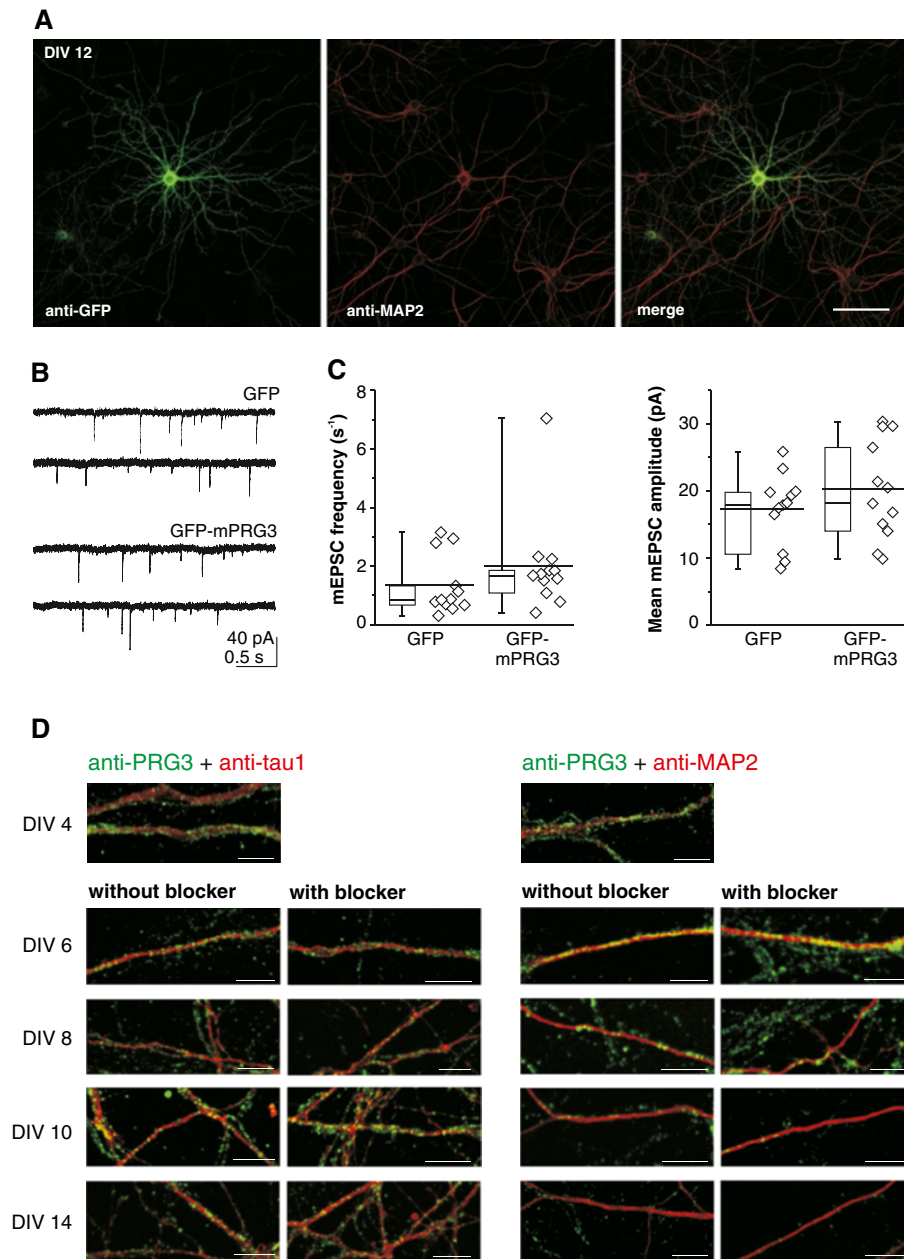 A
DIV 12
anti-GFP
anti-MAP2
merge
B
GFP
GFP-mPRG3
40 pA
0.5 s
C
mEPSC frequency (s⁻¹)
8
6
4
2
0
GFP
GFP-
mPRG3
Mean mEPSC amplitude (pA)
30
20
10
0
GFP
GFP-
mPRG3
D
anti-PRG3 + anti-tau1
anti-PRG3 + anti-MAP2
DIV 4
without blocker
with blocker
without blocker
with blocker
DIV 6
DIV 8
DIV 10
DIV 14